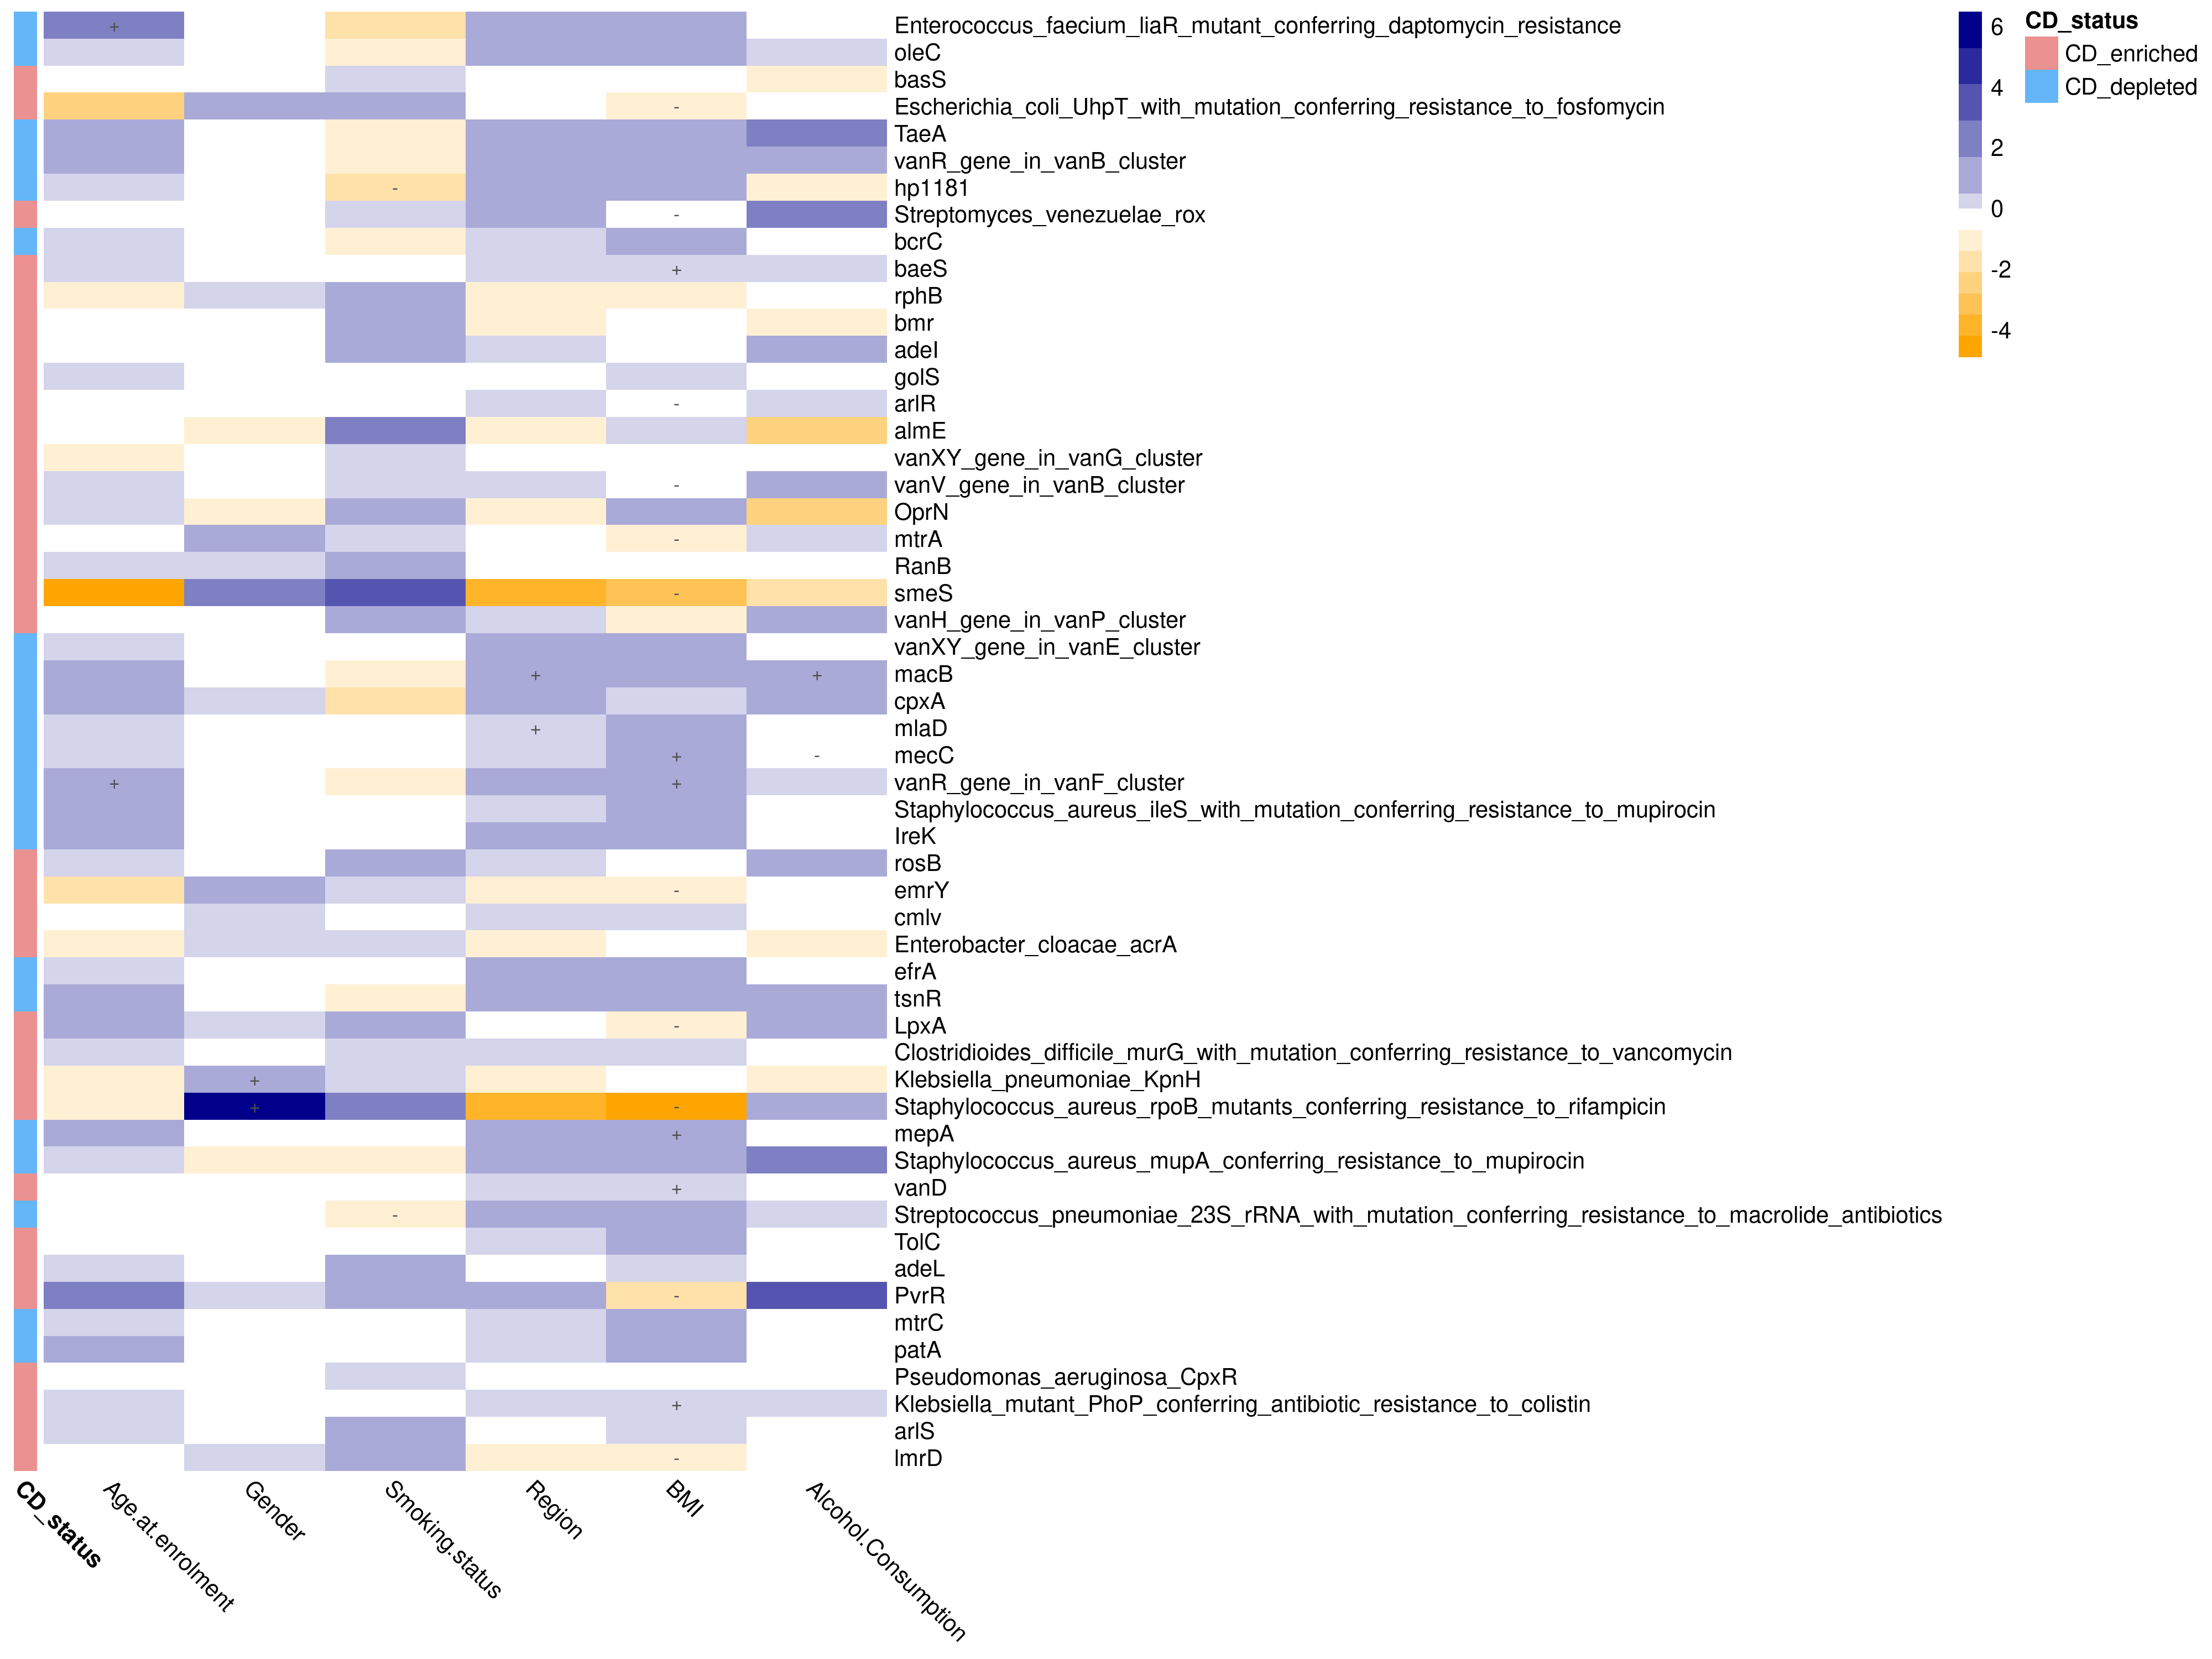 + Enterococcus_faecium_liaR_mutant_conferring_daptomycin_resistance
oleC
basS
- Escherichia_coli_UhpT_with_mutation_conferring_resistance_to_fosfomycin
TaeA
vanR_gene_in_vanB_cluster
- hp1181
- Streptomyces_venezuelae_rox
bcrC
+ baeS
rphB
bmr
adeI
golS
- arlR
almE
vanXY_gene_in_vanG_cluster
- vanV_gene_in_vanB_cluster
OprN
- mtrA
RanB
- smeS
vanH_gene_in_vanP_cluster
vanXY_gene_in_vanE_cluster
+ + macB
cpxA
+ mlaD
+ - mecC
+ + vanR_gene_in_vanF_cluster
Staphylococcus_aureus_ileS_with_mutation_conferring_resistance_to_mupirocin
IreK
rosB
- emrY
cmlv
Enterobacter_cloacae_acrA
efrA
tsnR
- LpxA
Clostridioides_difficile_murG_with_mutation_conferring_resistance_to_vancomycin
+ Klebsiella_pneumoniae_KpnH
+ - Staphylococcus_aureus_rpoB_mutants_conferring_resistance_to_rifampicin
+ mepA
Staphylococcus_aureus_mupA_conferring_resistance_to_mupirocin
+ vanD
- Streptococcus_pneumoniae_23S_rRNA_with_mutation_conferring_resistance_to_macrolide_antibiotics
TolC
adeL
- PvrR
mtrC
patA
Pseudomonas_aeruginosa_CpxR
+ Klebsiella_mutant_PhoP_conferring_antibiotic_resistance_to_colistin
arlS
- lmrD
CD_status
Age.at.enrolment
Gender
Smoking.status
Region
BMI
Alcohol.Consumption
6
4
2
0
-2
-4
CD_status
CD_enriched
CD_depleted